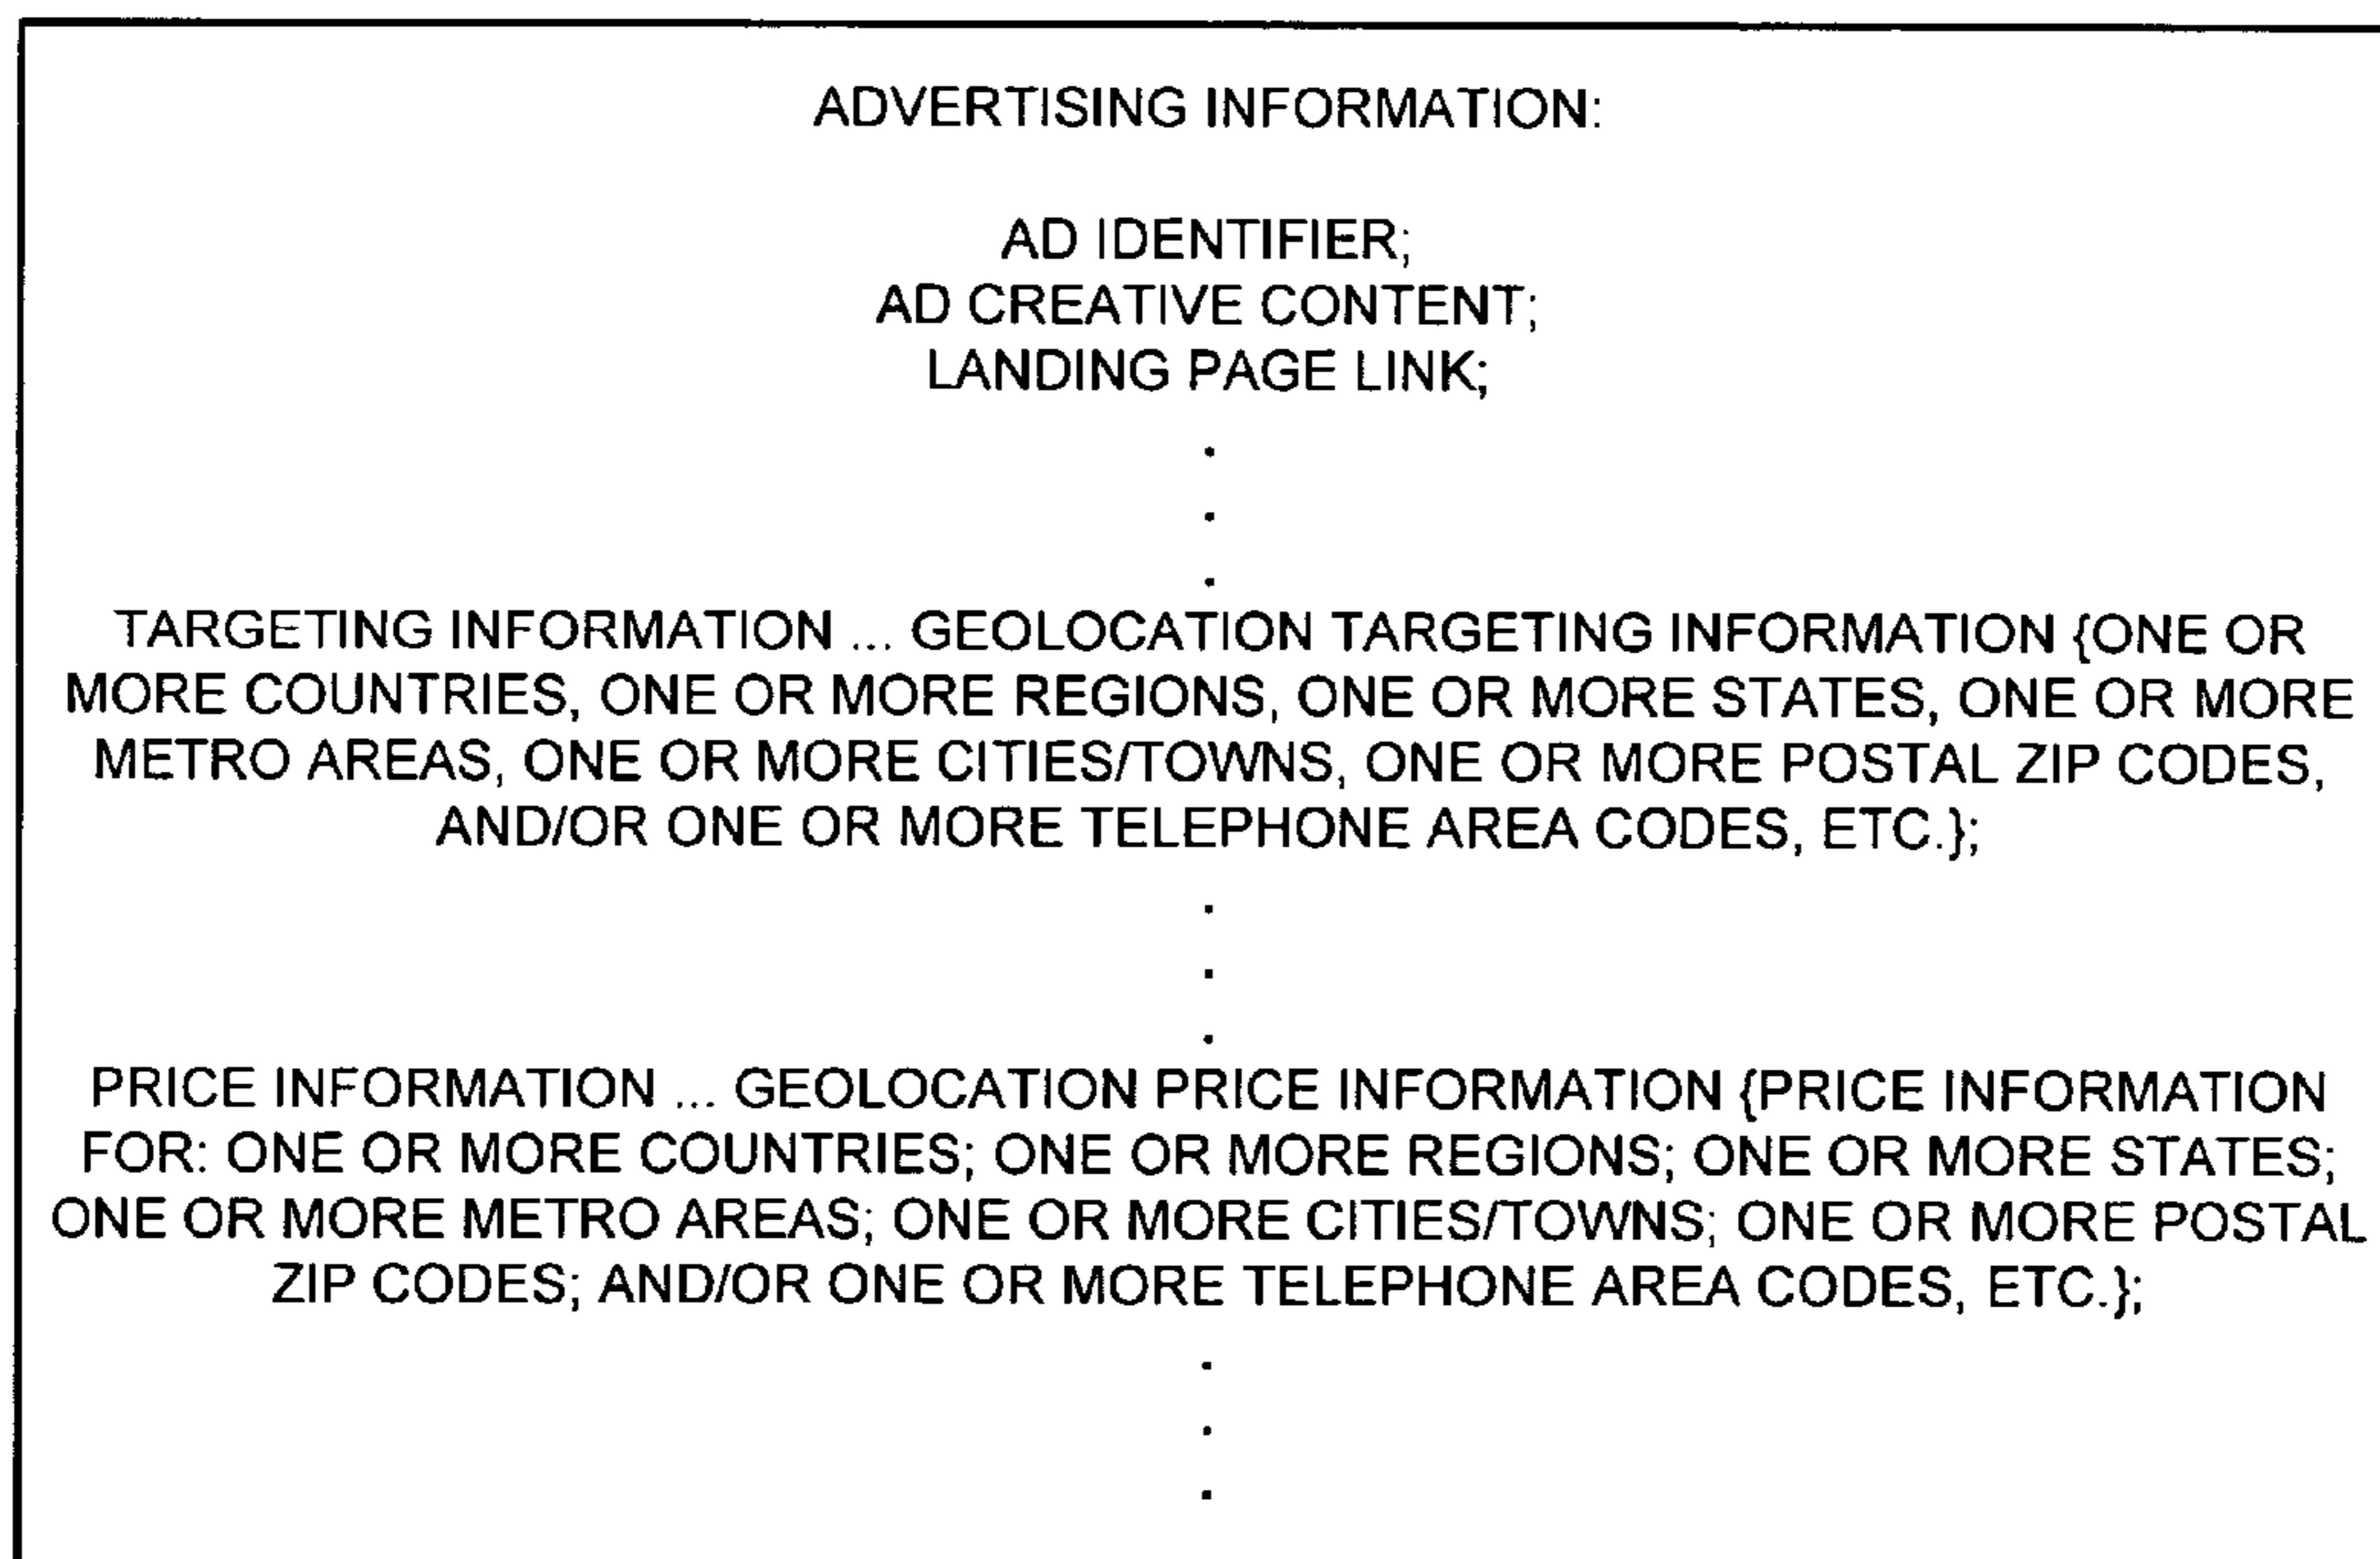 ADVERTISING INFORMATION:
AD IDENTIFIER;
AD CREATIVE CONTENT;
LANDING PAGE LINK;
.
.
.
TARGETING INFORMATION ... GEOLOCATION TARGETING INFORMATION {ONE OR
MORE COUNTRIES, ONE OR MORE REGIONS, ONE OR MORE STATES, ONE OR MORE
METRO AREAS, ONE OR MORE CITIES/TOWNS, ONE OR MORE POSTAL ZIP CODES,
AND/OR ONE OR MORE TELEPHONE AREA CODES, ETC.};
.
.
.
PRICE INFORMATION ... GEOLOCATION PRICE INFORMATION {PRICE INFORMATION
FOR: ONE OR MORE COUNTRIES; ONE OR MORE REGIONS; ONE OR MORE STATES;
ONE OR MORE METRO AREAS; ONE OR MORE CITIES/TOWNS; ONE OR MORE POSTAL
ZIP CODES; AND/OR ONE OR MORE TELEPHONE AREA CODES, ETC.};
.
.
.